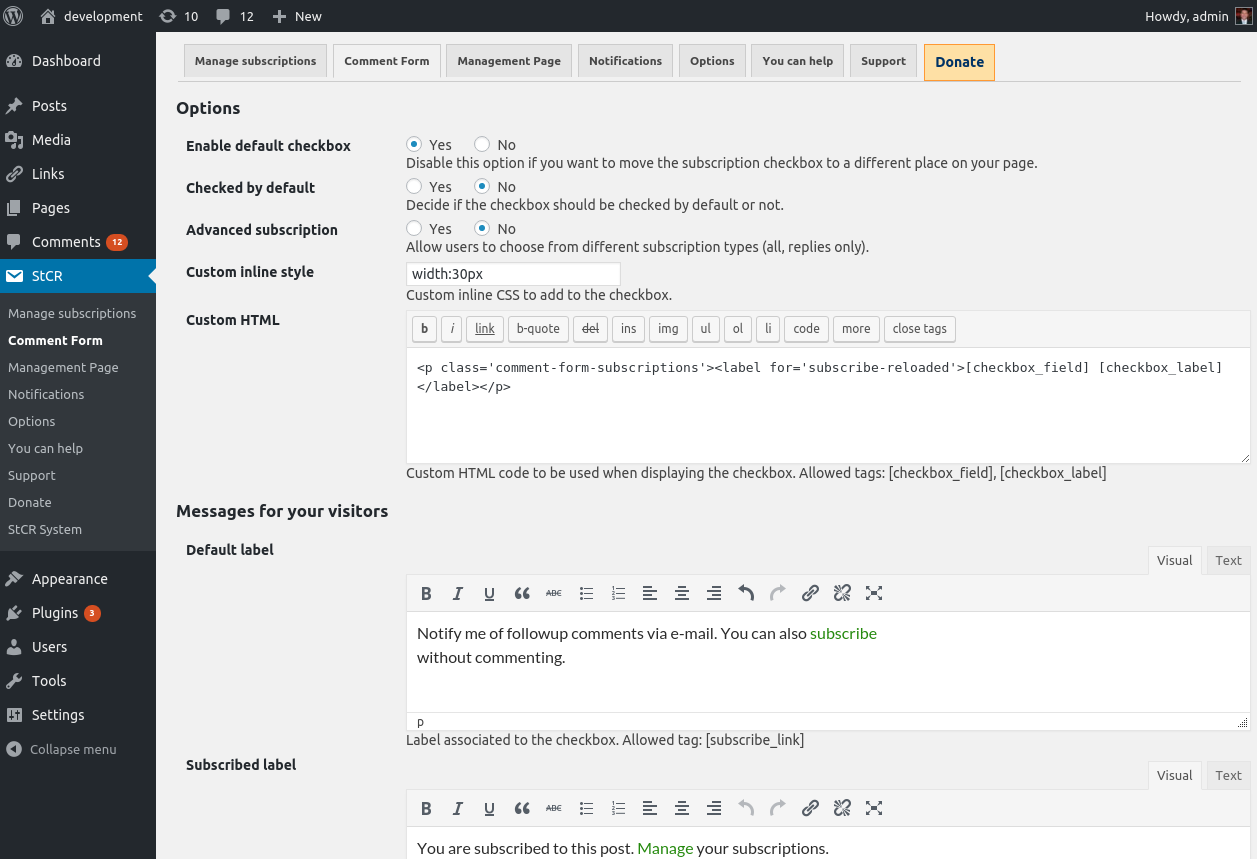 development 10 12 New Howdy, admin
Dashboard
Posts
Media
Links
Pages
Comments 12
StCR
Manage subscriptions
Comment Form
Management Page
Notifications
Options
You can help
Support
Donate
StCR System
Appearance
Plugins 3
Users
Tools
Settings
Collapse menu
Manage subscriptions Comment Form Management Page Notifications Options You can help Support Donate
Options
Enable default checkbox Yes No
Disable this option if you want to move the subscription checkbox to a different place on your page.
Checked by default Yes No
Decide if the checkbox should be checked by default or not.
Advanced subscription Yes No
Allow users to choose from different subscription types (all, replies only).
Custom inline style width:30px
Custom inline CSS to add to the checkbox.
Custom HTML b i link b-quote del ins img ul ol li code more close tags
<p class='comment-form-subscriptions'><label for='subscribe-reloaded'>[checkbox_field] [checkbox_label]
</label></p>
Custom HTML code to be used when displaying the checkbox. Allowed tags: [checkbox_field], [checkbox_label]
Messages for your visitors
Default label
Visual Text
B I U ABC
Notify me of followup comments via e-mail. You can also subscribe
without commenting.
p
Label associated to the checkbox. Allowed tag: [subscribe_link]
Subscribed label
Visual Text
B I U ABC
You are subscribed to this post. Manage your subscriptions.